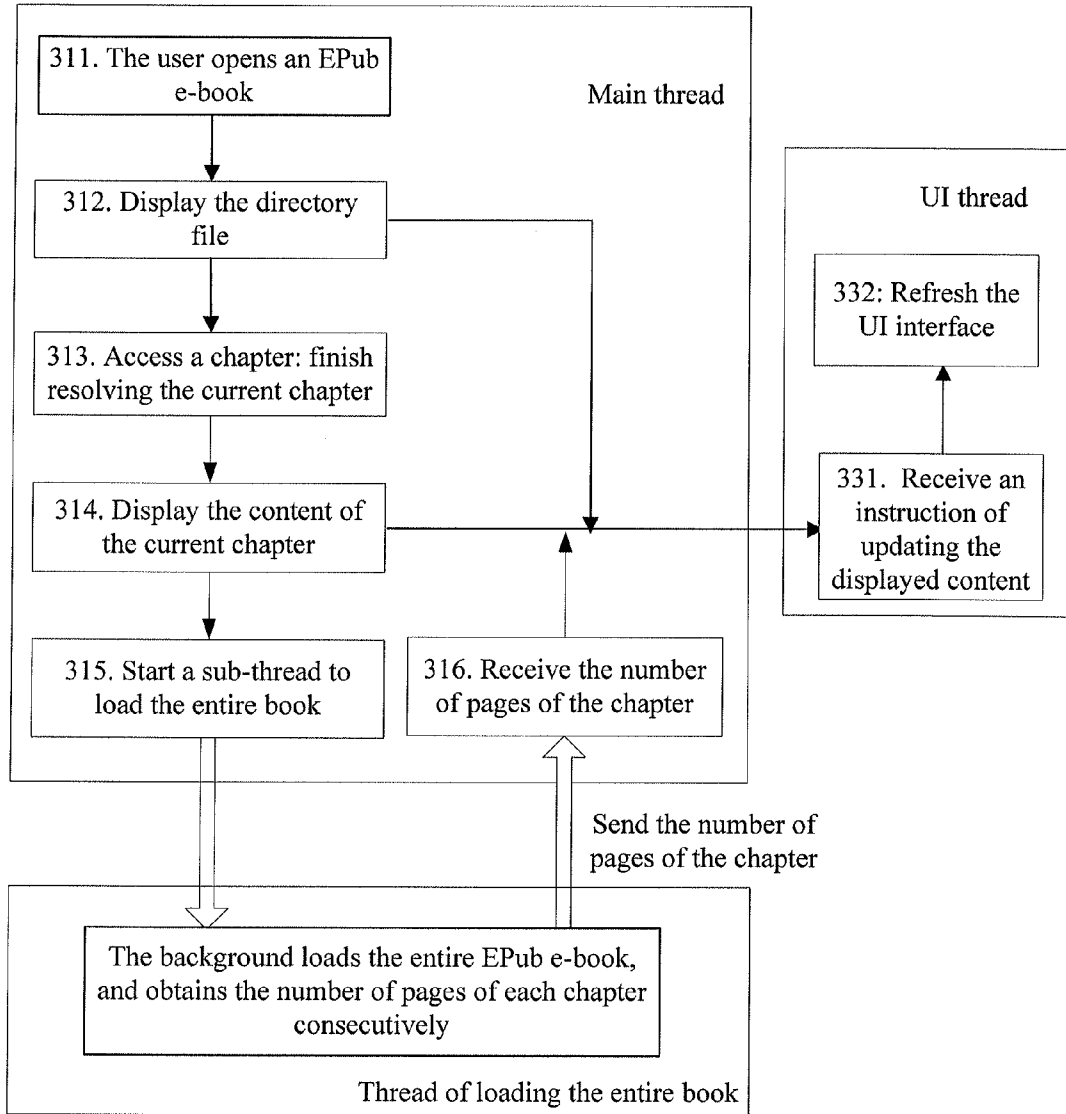 311. The user opens an EPub
e-book
Main thread
312. Display the directory
file
313. Access a chapter: finish
resolving the current chapter
314. Display the content of
the current chapter
315. Start a sub-thread to
load the entire book
316. Receive the number
of pages of the chapter
UI thread
332: Refresh the
UI interface
331. Receive an
instruction of
updating the
displayed content
Send the number of
pages of the chapter
The background loads the entire EPub e-book,
and obtains the number of pages of each chapter
consecutively
Thread of loading the entire book